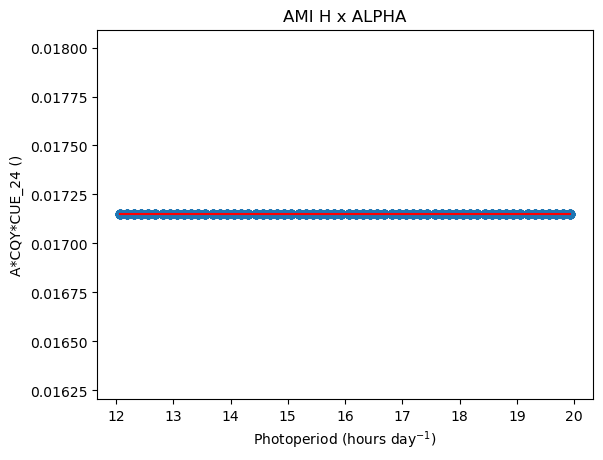 AMI H x ALPHA
A*CQY*CUE_24 ()
0.01800
0.01775
0.01750
0.01725
0.01700
0.01675
0.01650
0.01625
12 13 14 15 16 17 18 19 20
Photoperiod (hours day⁻¹)